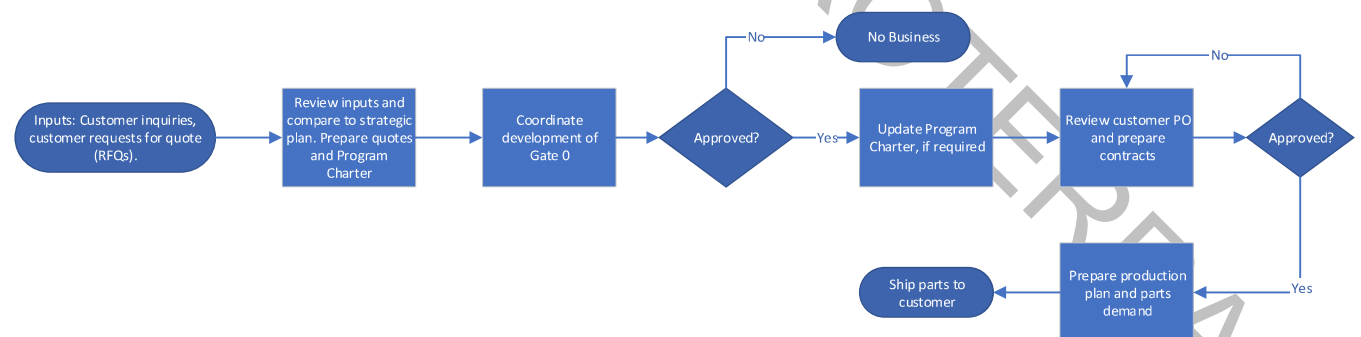 Inputs: Customer inquiries,
customer requests for quote
(RFQs).
Review inputs and
compare to strategic
plan. Prepare quotes
and Program
Charter
Coordinate
development of
Gate 0
Approved?
No
No Business
Yes
Update Program
Charter, if required
Review customer PO
and prepare
contracts
No
Approved?
Yes
Prepare production
plan and parts
demand
Ship parts to
customer